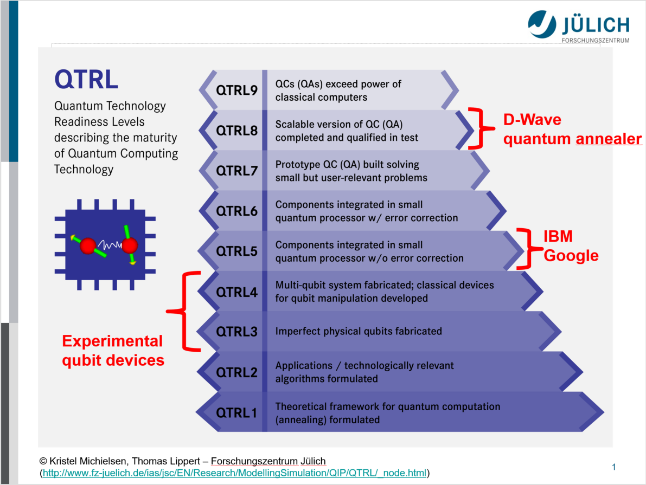 JÜLICH
FORSCHUNGSZENTRUM
QTRL
Quantum Technology
Readiness Levels
describing the maturity
of Quantum Computing
Technology
QTRL9
QCs (QAs) exceed power of
classical computers
QTRL8
Scalable version of QC (QA)
completed and qualified in test
D-Wave
quantum annealer
QTRL7
Prototype QC (QA) built solving
small but user-relevant problems
QTRL6
Components integrated in small
quantum processor w/ error correction
QTRL5
Components integrated in small
quantum processor w/o error correction
IBM
Google
QTRL4
Multi-qubit system fabricated; classical devices
for qubit manipulation developed
QTRL3
Imperfect physical qubits fabricated
Experimental
qubit devices
QTRL2
Applications / technologically relevant
algorithms formulated
QTRL1
Theoretical framework for quantum computation
(annealing) formulated
© Kristel Michielsen, Thomas Lippert – Forschungszentrum Jülich
(http://www.fz-juelich.de/ias/jsc/EN/Research/ModellingSimulation/QIP/QTRL/_node.html)
1